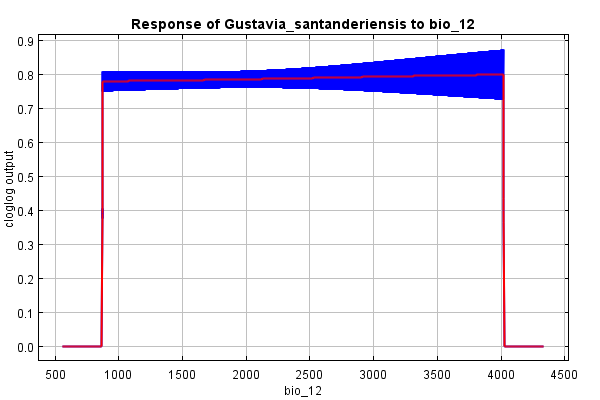 Response of Gustavia_santanderiensis to bio_12
0.9
0.8
0.7
0.6
0.5
0.4
0.3
0.2
0.1
0.0
cloglog output
500 1000 1500 2000 2500 3000 3500 4000 4500
bio_12